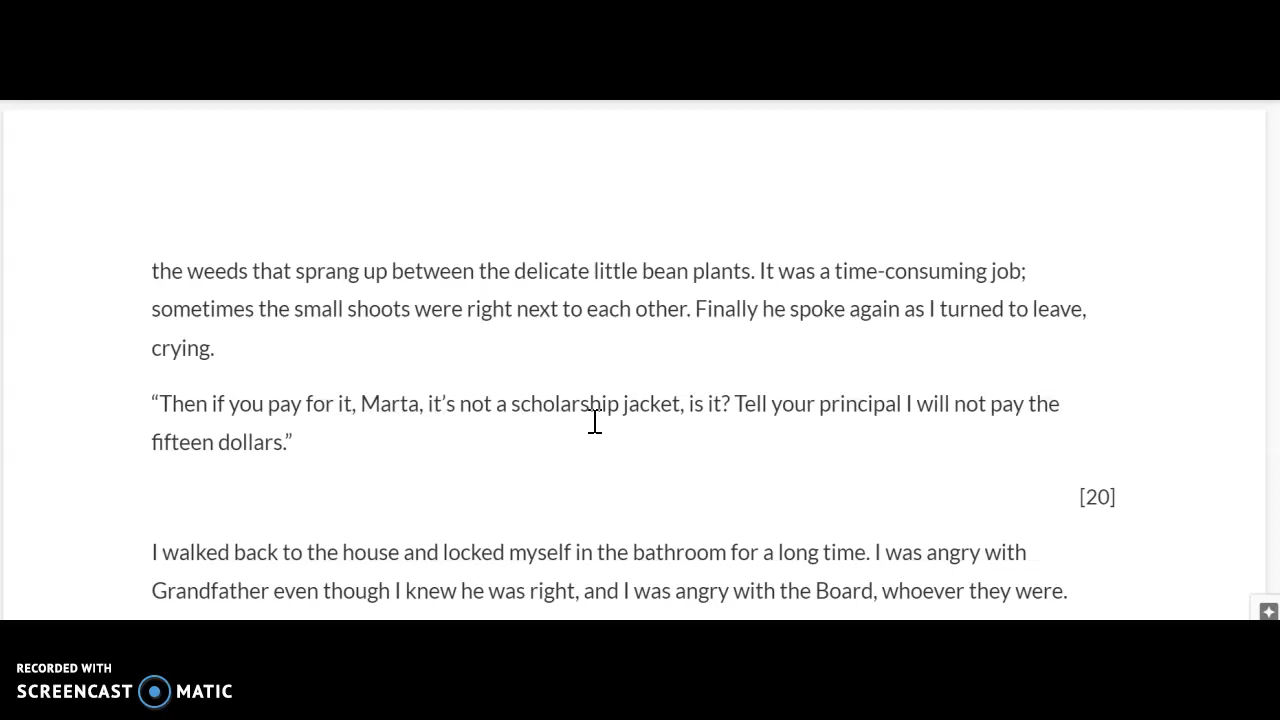 the weeds that sprang up between the delicate little bean plants. It was a time-consuming job;
sometimes the small shoots were right next to each other. Finally he spoke again as I turned to leave,
crying.
“Then if you pay for it, Marta, it’s not a scholarship jacket, is it? Tell your principal I will not pay the
fifteen dollars.”
[20]
I walked back to the house and locked myself in the bathroom for a long time. I was angry with
Grandfather even though I knew he was right, and I was angry with the Board, whoever they were.
RECORDED WITH
SCREENCAST MATIC